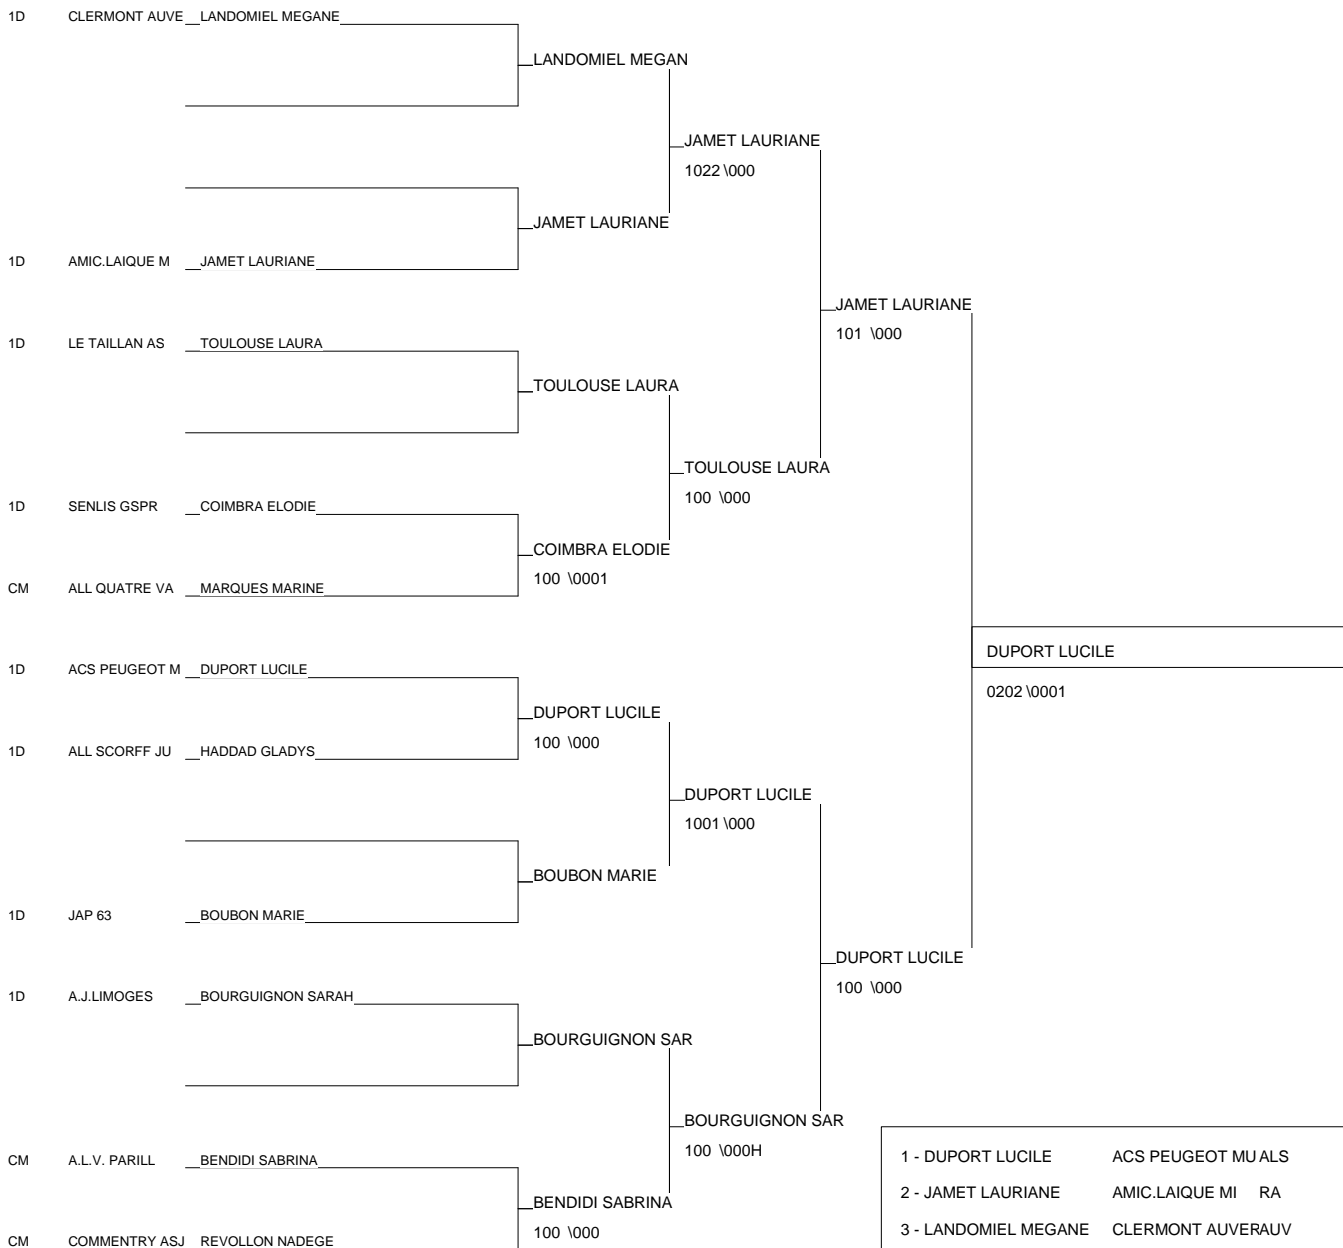 1D CLERMONT AUVE LANDOMIEL MEGANE
LANDOMIEL MEGAN
JAMET LAURIANE
1022 \000
JAMET LAURIANE
1D AMIC.LAIQUE M JAMET LAURIANE
JAMET LAURIANE
101 \000
1D LE TAILLAN AS TOULOUSE LAURA
TOULOUSE LAURA
TOULOUSE LAURA
100 \000
1D SENLIS GSPR COIMBRA ELODIE
COIMBRA ELODIE
100 \0001
CM ALL QUATRE VA MARQUES MARINE
DUPORT LUCILE
0202 \0001
1D ACS PEUGEOT M DUPORT LUCILE
DUPORT LUCILE
100 \000
1D ALL SCORFF JU HADDAD GLADYS
DUPORT LUCILE
1001 \000
BOUBON MARIE
1D JAP 63 BOUBON MARIE
DUPORT LUCILE
100 \000
1D A.J.LIMOGES BOURGUIGNON SARAH
BOURGUIGNON SAR
BOURGUIGNON SAR
100 \000H
CM A.L.V. PARILL BENDIDI SABRINA
BENDIDI SABRINA
100 \000
CM COMMENTRY ASJ REVOLLON NADEGE
1 - DUPORT LUCILE ACS PEUGEOT MU ALS
2 - JAMET LAURIANE AMIC.LAIQUE MI RA
3 - LANDOMIEL MEGANE CLERMONT AUVERAUV